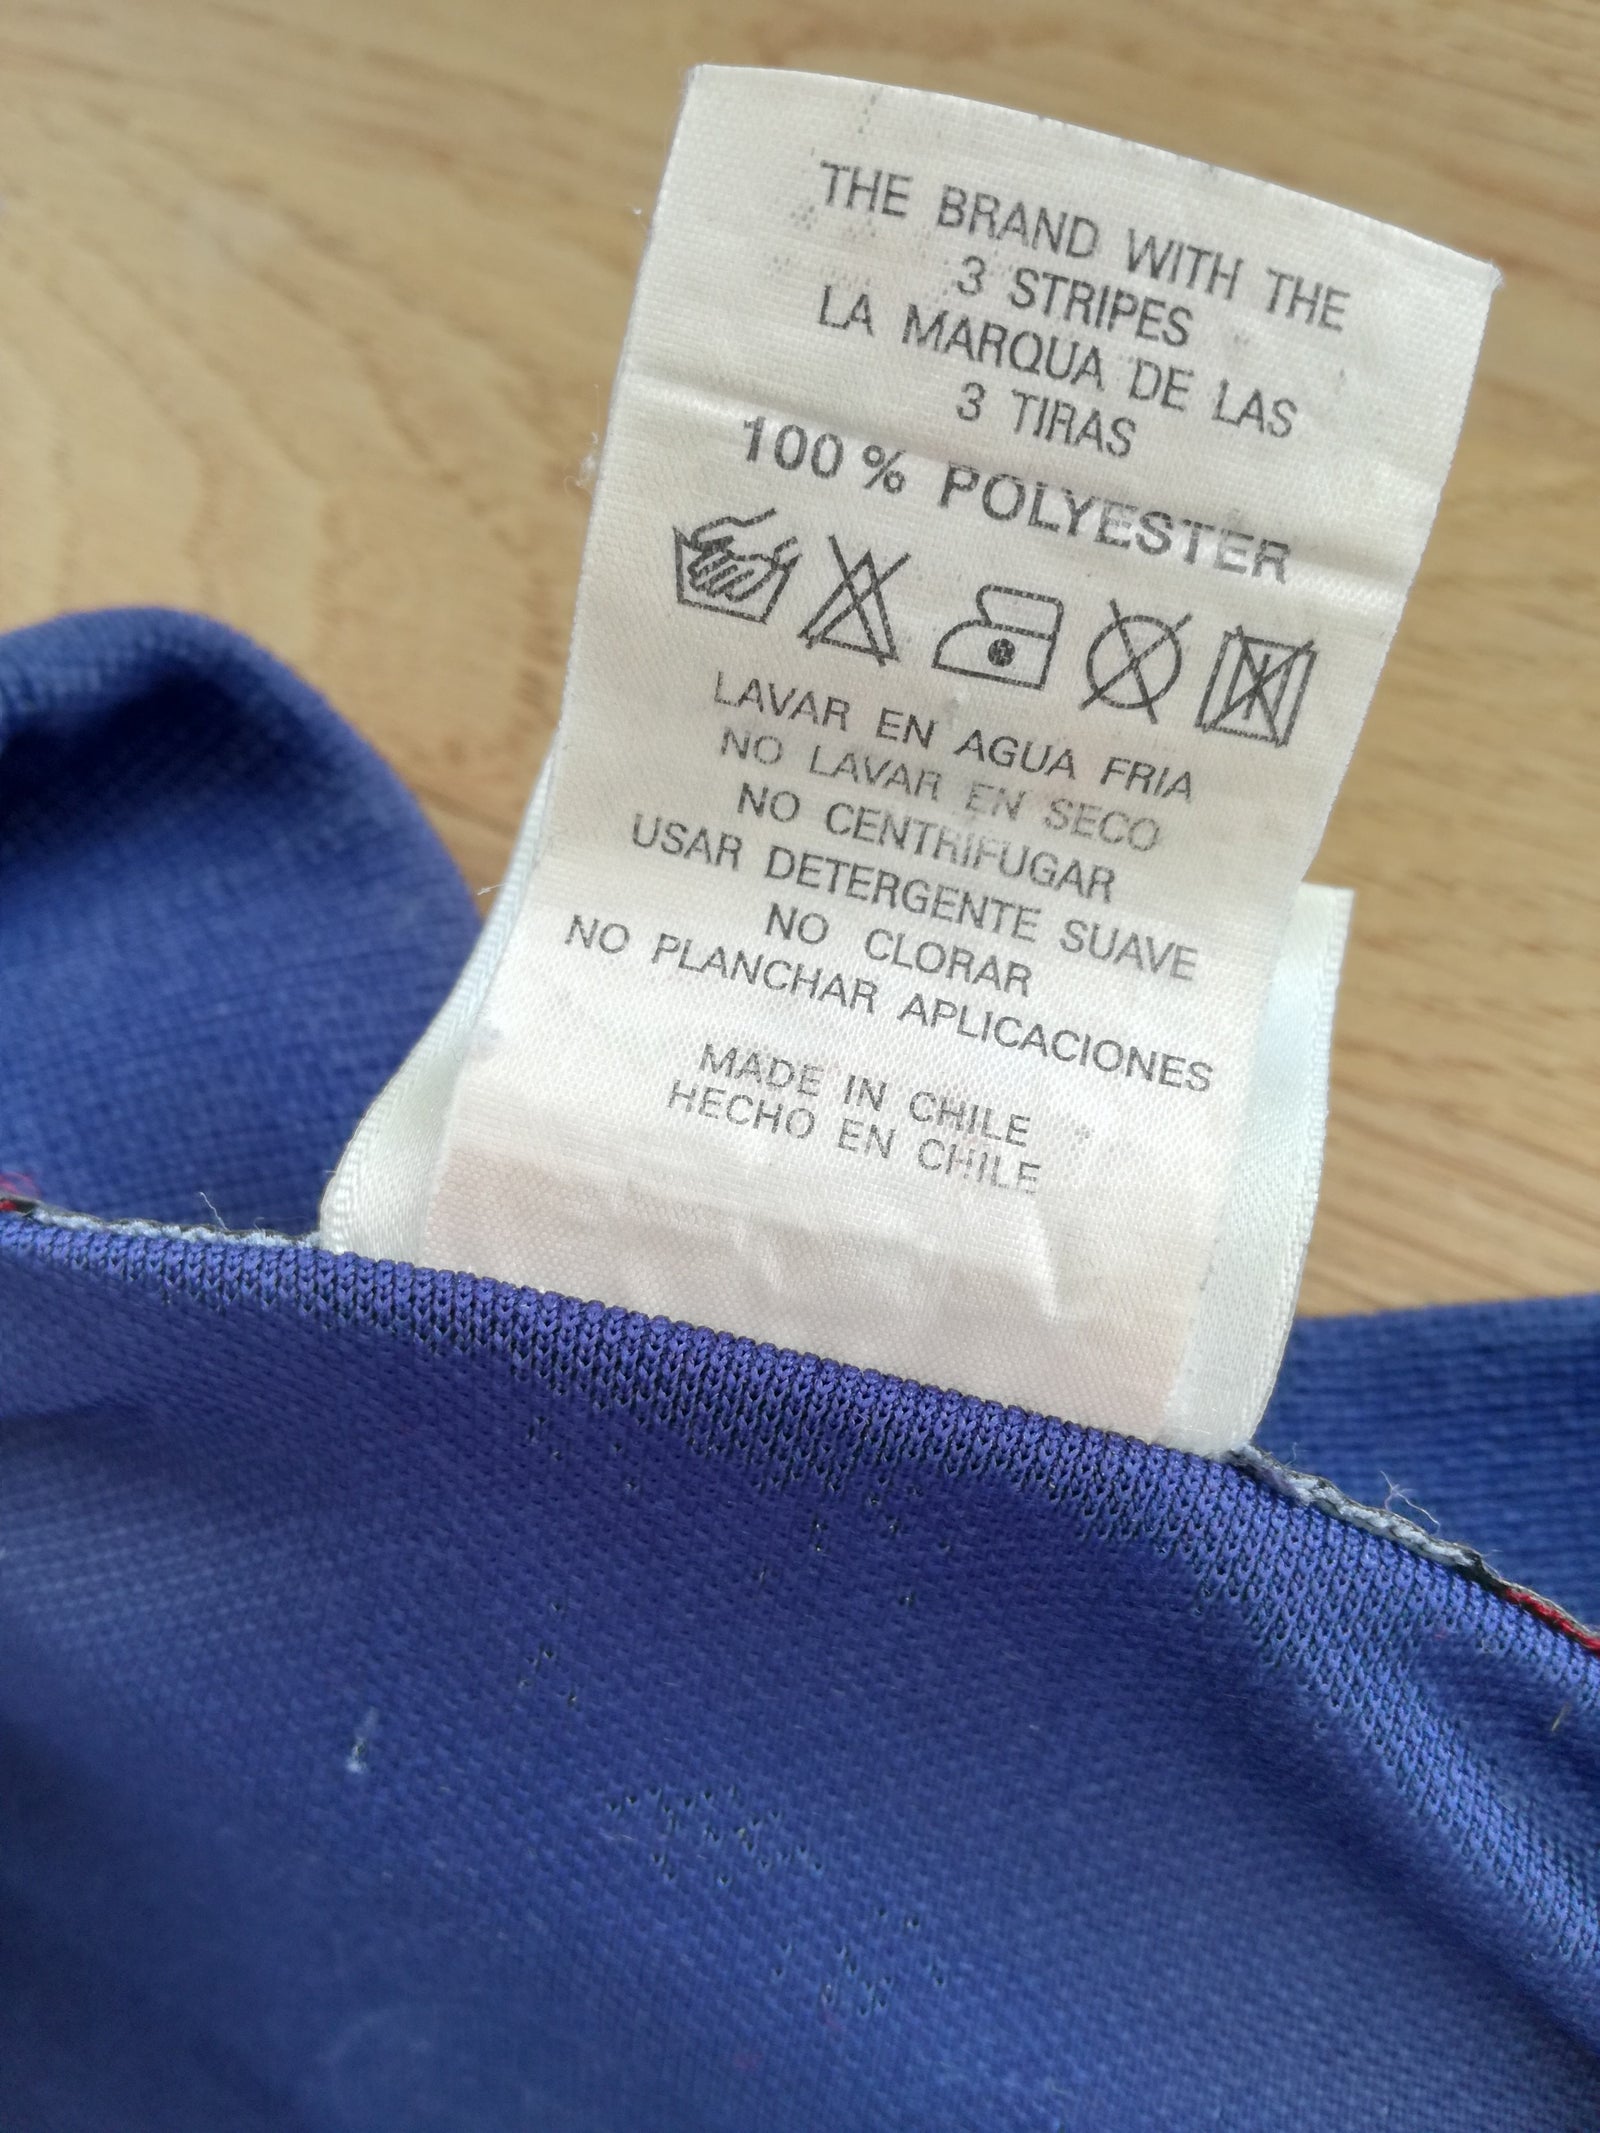 THE BRAND WITH THE
3 STRIPES
LA MARQUA DE LAS
3 TIRAS
100 % POLYESTER
LAVAR EN AGUA FRIA
NO LAVAR EN SECO
NO CENTRIFUGAR
USAR DETERGENTE SUAVE
NO CLORAR
NO PLANCHAR APLICACIONES
MADE IN CHILE
HECHO EN CHILE